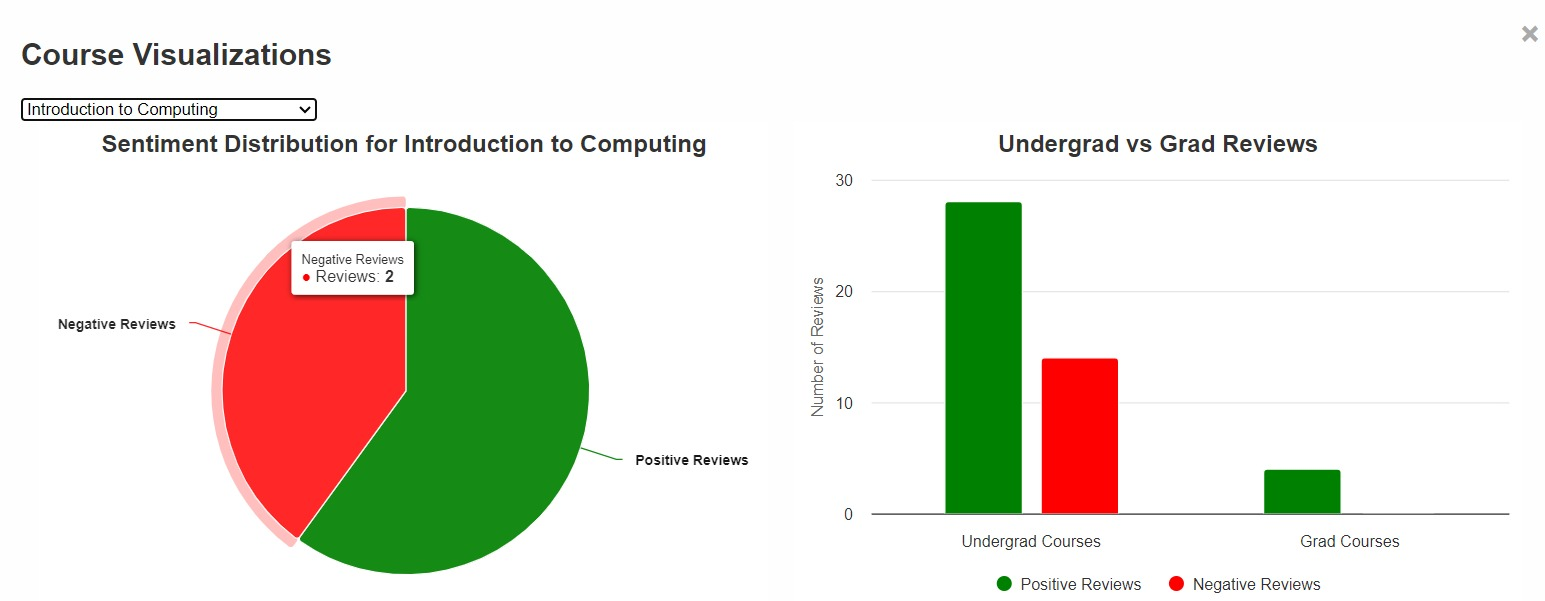 Course Visualizations
×
Introduction to Computing
Sentiment Distribution for Introduction to Computing
Negative Reviews
Reviews: 2
Negative Reviews
Positive Reviews
Undergrad vs Grad Reviews
30
20
10
0
Number of Reviews
Undergrad Courses
Grad Courses
Positive Reviews
Negative Reviews